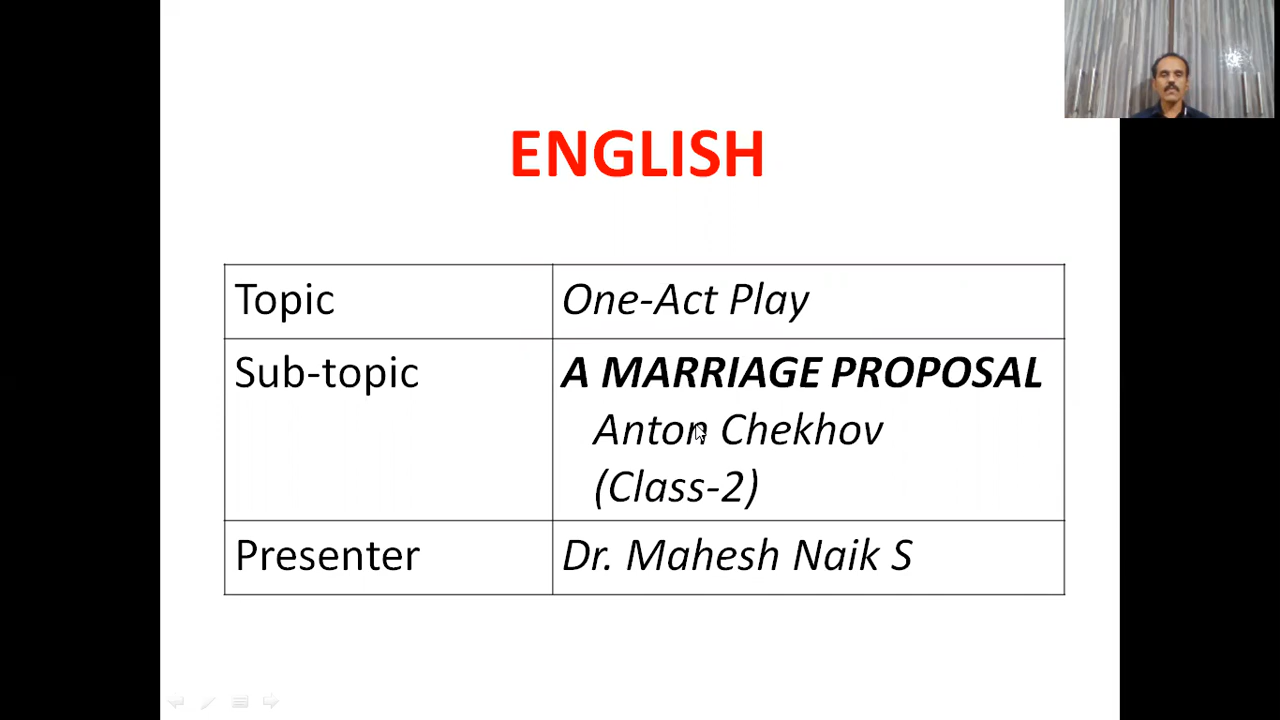 ENGLISH
Topic
One-Act Play
Sub-topic
A MARRIAGE PROPOSAL
Anton Chekhov
(Class-2)
Presenter
Dr. Mahesh Naik S